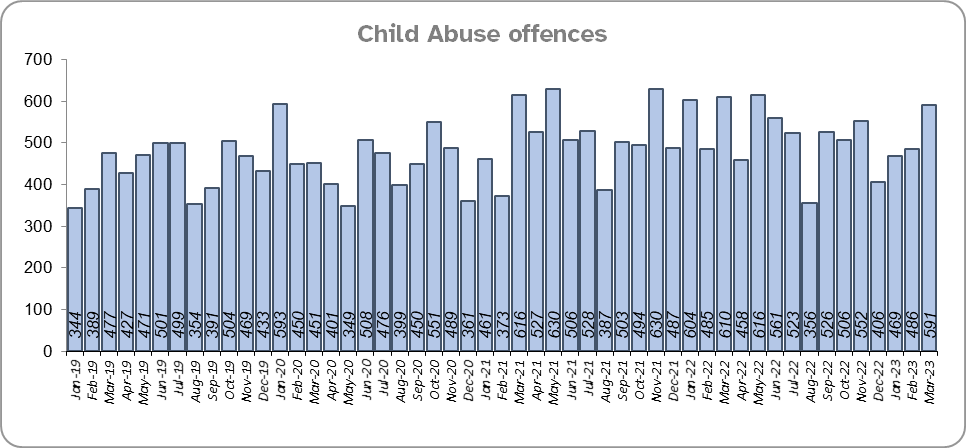 Child Abuse offences
700
600
500
400
300
200
100
0
344 389 477 427 471 501 499 354 391 504 469 433 593 450 451 401 349 508 476 399 450 551 489 361 461 373 616 527 630 506 528 387 503 494 630 487 604 485 610 458 616 561 523 356 526 506 552 406 469 486 591
Jan-19 Feb-19 Mar-19 Apr-19 May-19 Jun-19 Jul-19 Aug-19 Sep-19 Oct-19 Nov-19 Dec-19 Jan-20 Feb-20 Mar-20 Apr-20 May-20 Jun-20 Jul-20 Aug-20 Sep-20 Oct-20 Nov-20 Dec-20 Jan-21 Feb-21 Mar-21 Apr-21 May-21 Jun-21 Jul-21 Aug-21 Sep-21 Oct-21 Nov-21 Dec-21 Jan-22 Feb-22 Mar-22 Apr-22 May-22 Jun-22 Jul-22 Aug-22 Sep-22 Oct-22 Nov-22 Dec-22 Jan-23 Feb-23 Mar-23